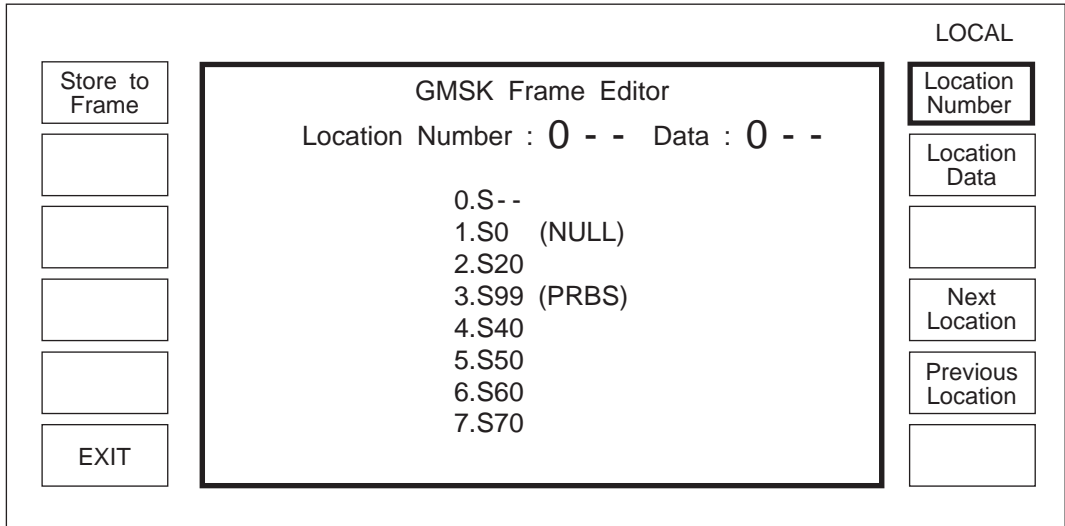 LOCAL
Store to
Frame
EXIT
GMSK Frame Editor
Location Number : 0 - - Data : 0 - -
0.S- -
1.S0 (NULL)
2.S20
3.S99 (PRBS)
4.S40
5.S50
6.S60
7.S70
Location
Number
Location
Data
Next
Location
Previous
Location